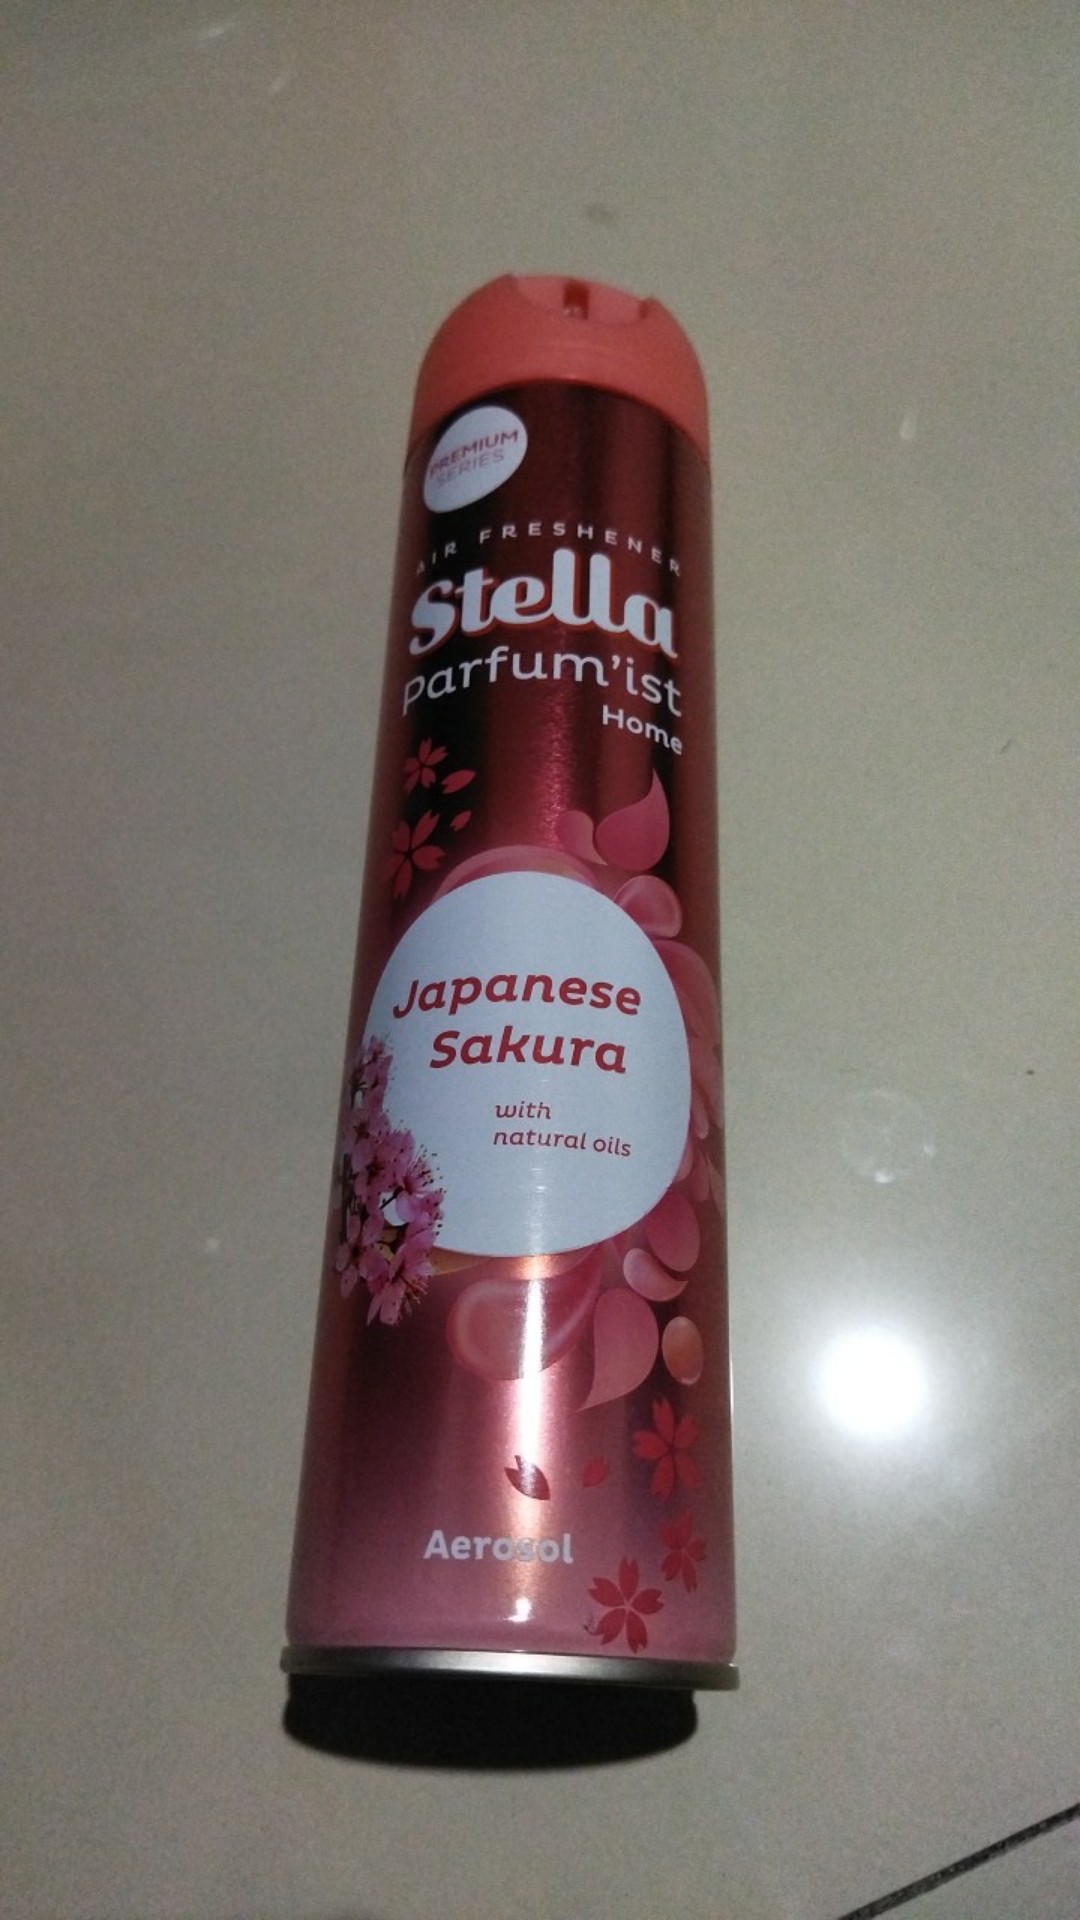 PREMIUM
SERIES
AIR FRESHENER
Stella
Parfum'ist
Home
Japanese
Sakura
with
natural oils
Aerosol